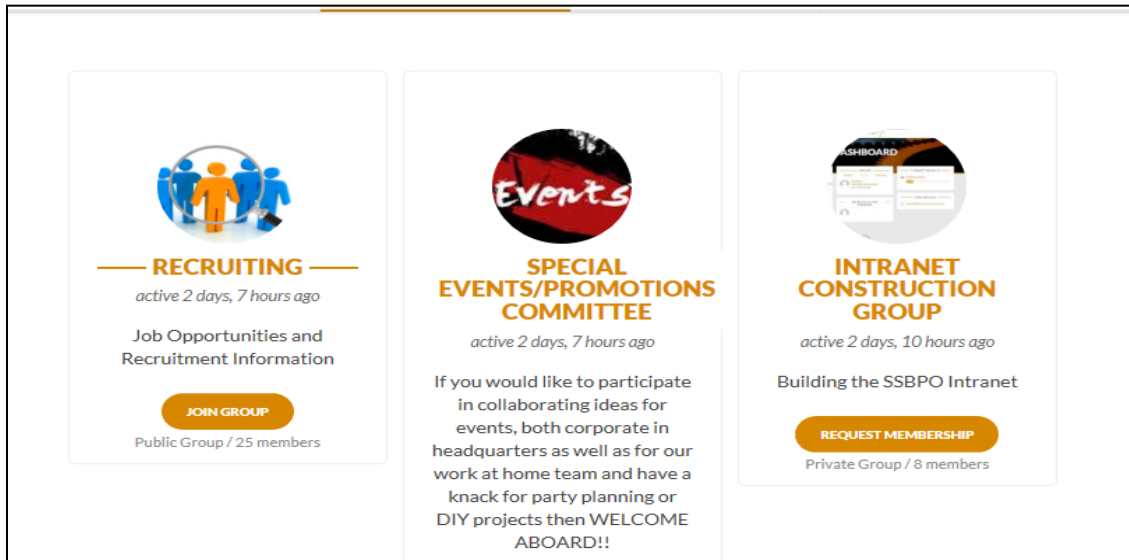 RECRUITING
active 2 days, 7 hours ago
Job Opportunities and
Recruitment Information
JOIN GROUP
Public Group / 25 members
Events
SPECIAL
EVENTS/PROMOTIONS
COMMITTEE
active 2 days, 7 hours ago
If you would like to participate
in collaborating ideas for
events, both corporate in
headquarters as well as for our
work at home team and have a
knack for party planning or
DIY projects then WELCOME
ABOARD!!
ASHBOARD
INTRANET
CONSTRUCTION
GROUP
active 2 days, 10 hours ago
Building the SSBPO Intranet
REQUEST MEMBERSHIP
Private Group / 8 members